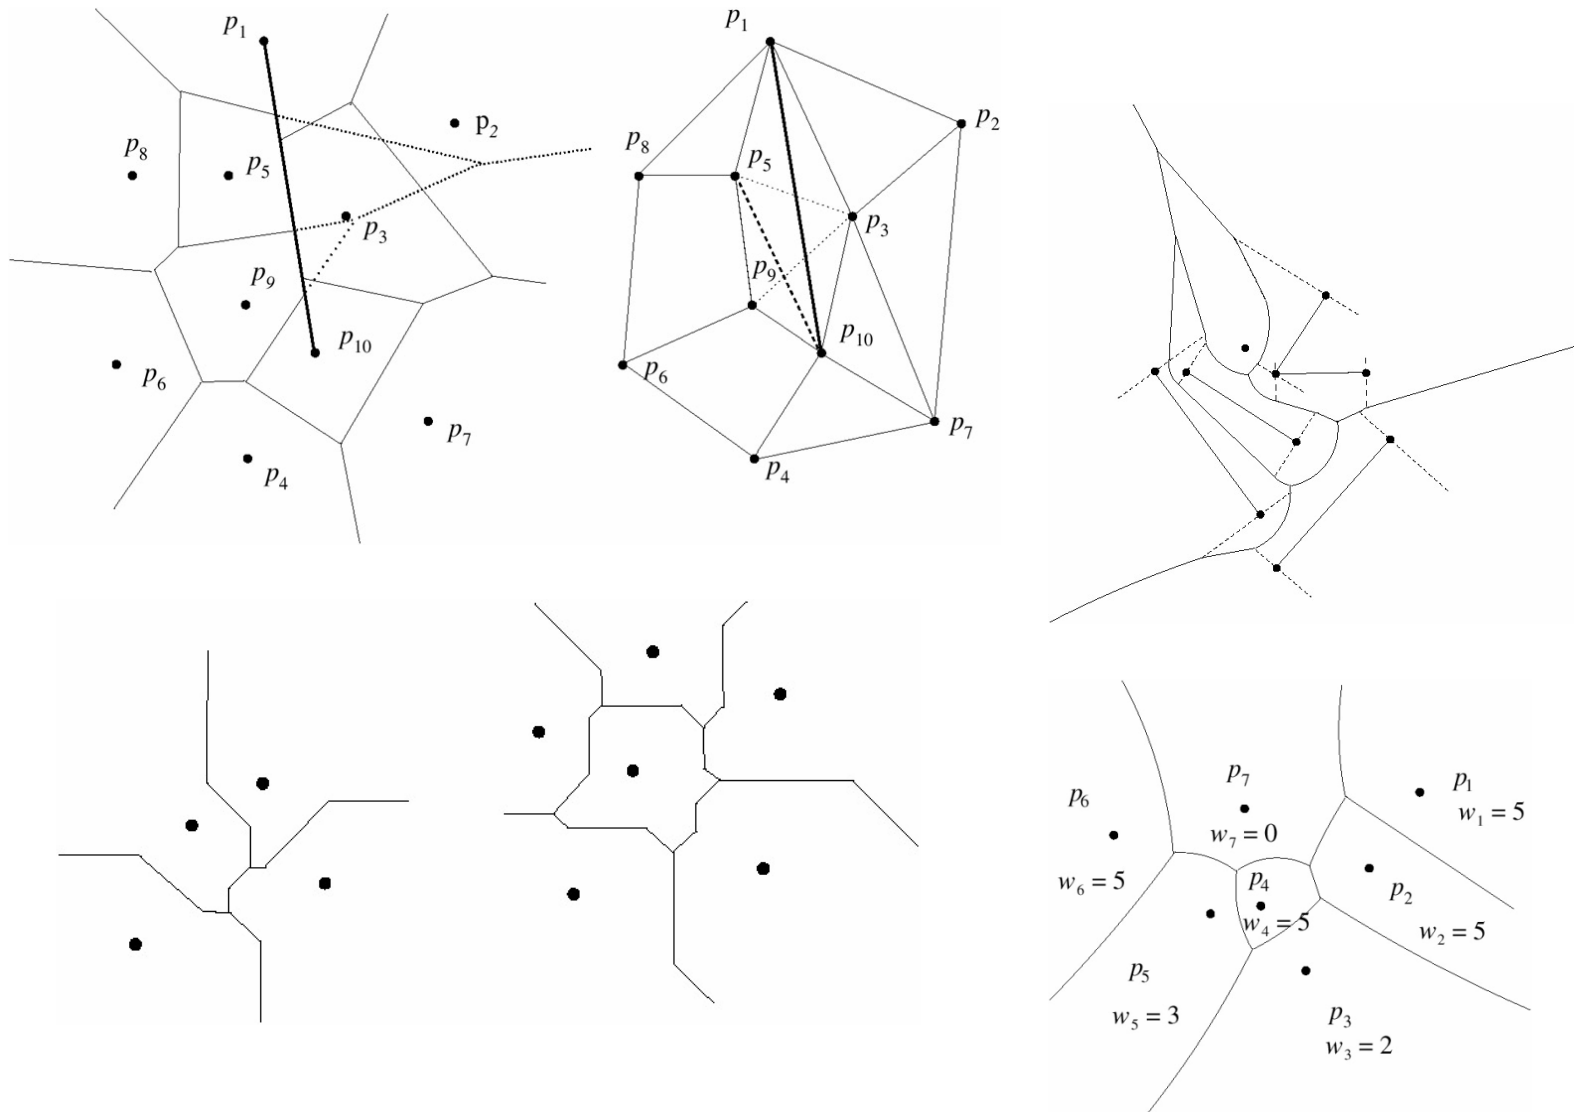 p₁
p₂
p₈
p₅
p₃
p₉
p₁₀
p₆
p₇
p₄
p₁
p₂
p₈
p₅
p₃
p₉
p₁₀
p₆
p₇
p₄
p₇
p₁
p₆
w₁ = 5
w₇ = 0
w₆ = 5
p₄
p₂
w₄ = 5
w₂ = 5
p₅
w₅ = 3
p₃
w₃ = 2